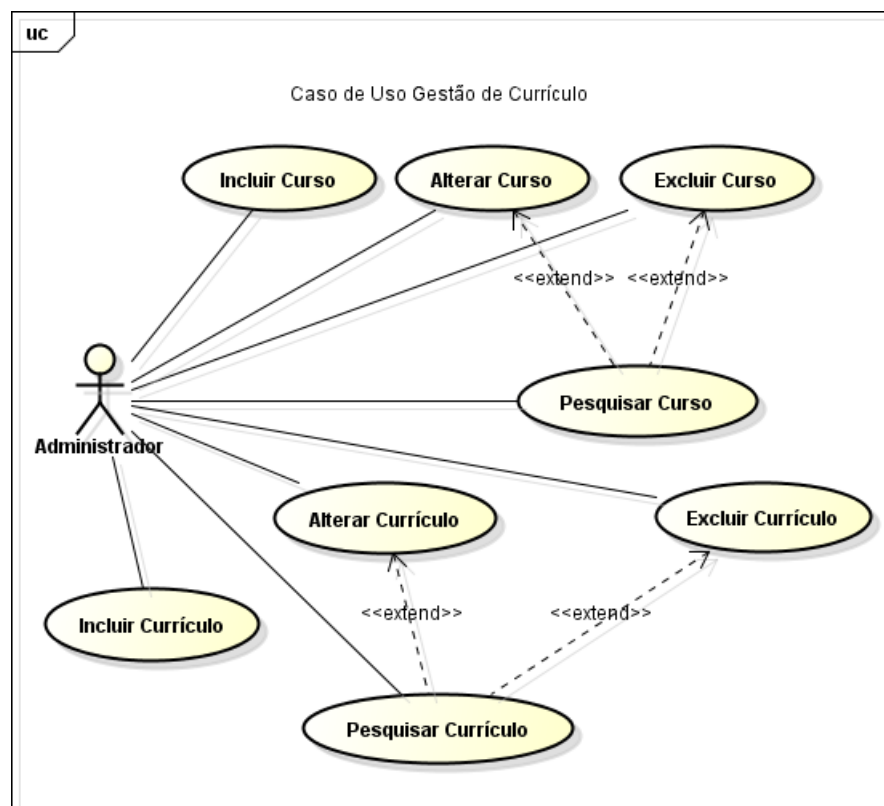 uc
Caso de Uso Gestão de Currículo
Incluir Curso
Alterar Curso
Excluir Curso
<<extend>>
<<extend>>
Pesquisar Curso
Administrador
Alterar Currículo
Excluir Currículo
<<extend>>
<<extend>>
Incluir Currículo
Pesquisar Currículo